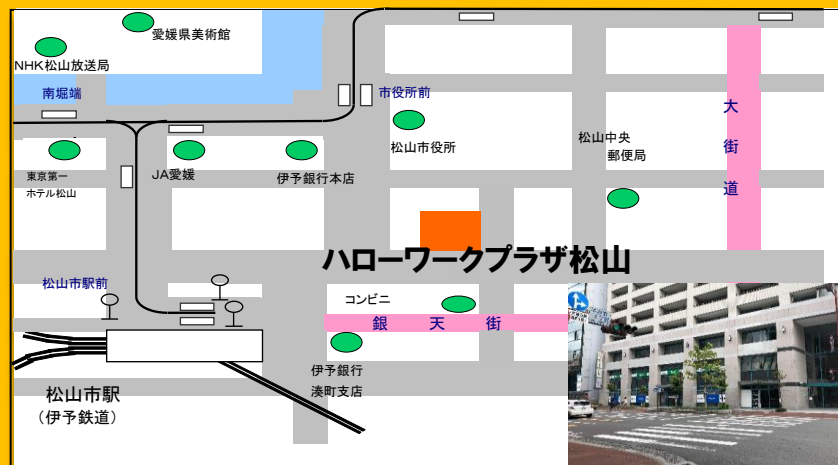 愛媛県美術館
NHK松山放送局
南堀端
市役所前
大街道
松山中央
郵便局
松山市役所
東京第一
ホテル松山
JA愛媛
伊予銀行本店
ハローワークプラザ松山
松山市駅前
コンビニ
銀天街
伊予銀行
湊町支店
松山市駅
（伊予鉄道）